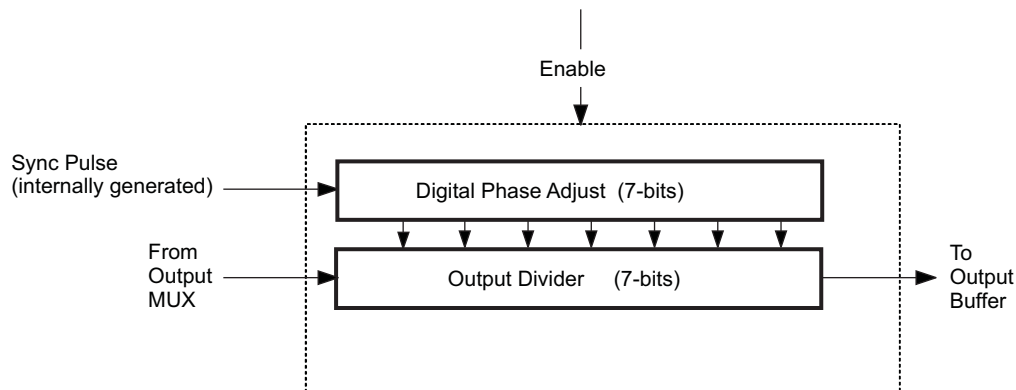 Enable
Sync Pulse
(internally generated)
Digital Phase Adjust (7-bits)
From
Output
MUX
Output Divider (7-bits)
To
Output
Buffer